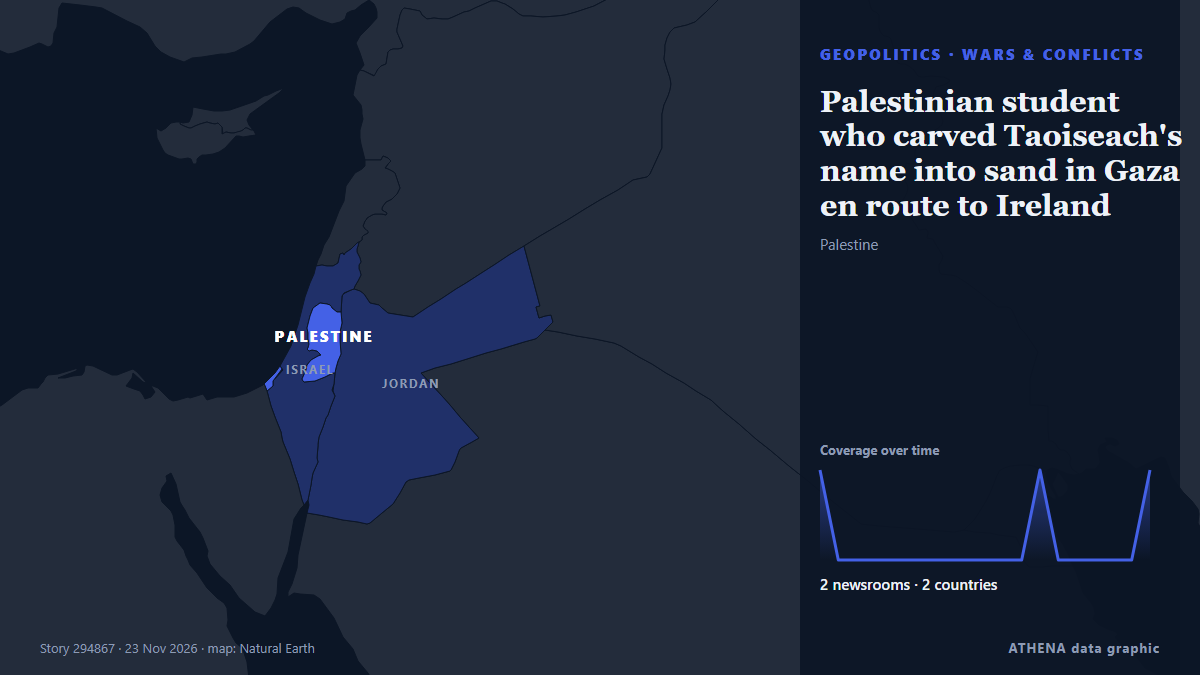 GEOPOLITICS · WARS & CONFLICTS
Palestinian student
who carved Taoiseach's
name into sand in Gaza
en route to Ireland
Palestine
PALESTINE
ISRAEL
JORDAN
Coverage over time
2 newsrooms · 2 countries
Story 294867 · 23 Nov 2026 · map: Natural Earth
ATHENA data graphic